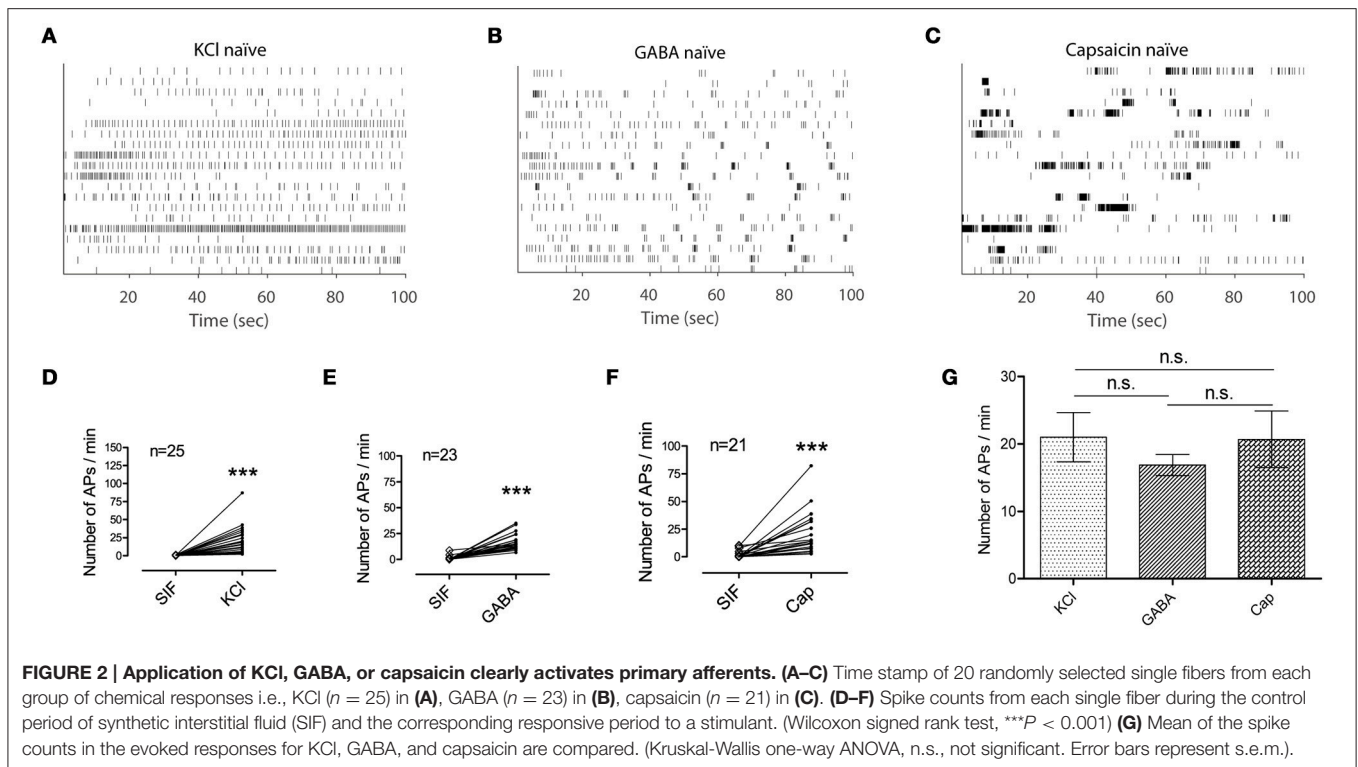 A
KCl naïve
20 40 60 80 100
Time (sec)
B
GABA naïve
20 40 60 80 100
Time (sec)
C
Capsaicin naïve
20 40 60 80 100
Time (sec)
D
Number of APs / min
150
125
100
75
50
25
0
n=25
***
SIF
KCl
E
Number of APs / min
100
75
50
25
0
n=23
***
SIF
GABA
F
Number of APs / min
100
75
50
25
0
n=21
***
SIF
Cap
G
Number of APs / min
30
20
10
0
n.s.
n.s.
n.s.
KCl
GABA
Cap
FIGURE 2 | Application of KCl, GABA, or capsaicin clearly activates primary afferents. (A–C) Time stamp of 20 randomly selected single fibers from each
group of chemical responses i.e., KCl (n = 25) in (A), GABA (n = 23) in (B), capsaicin (n = 21) in (C). (D–F) Spike counts from each single fiber during the control
period of synthetic interstitial fluid (SIF) and the corresponding responsive period to a stimulant. (Wilcoxon signed rank test, ***P < 0.001) (G) Mean of the spike
counts in the evoked responses for KCl, GABA, and capsaicin are compared. (Kruskal-Wallis one-way ANOVA, n.s., not significant. Error bars represent s.e.m.).